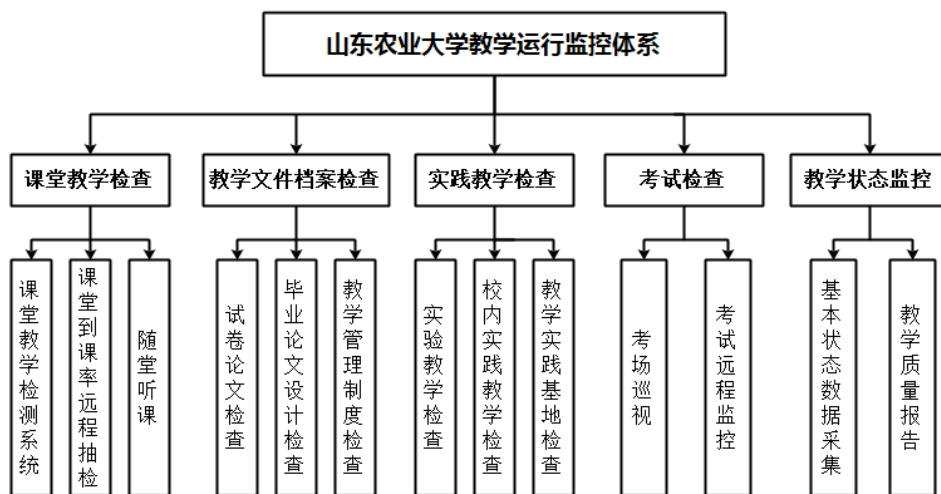 山东农业大学教学运行监控体系
课堂教学检查
教学文件档案检查
实践教学检查
考试检查
教学状态监控
课堂教学检测系统
课堂到课率远程抽检
随堂听课
试卷论文检查
毕业论文设计检查
教学管理制度检查
实验教学检查
校内实践教学检查
教学实践基地检查
考场巡视
考试远程监控
基本状态数据采集
教学质量报告